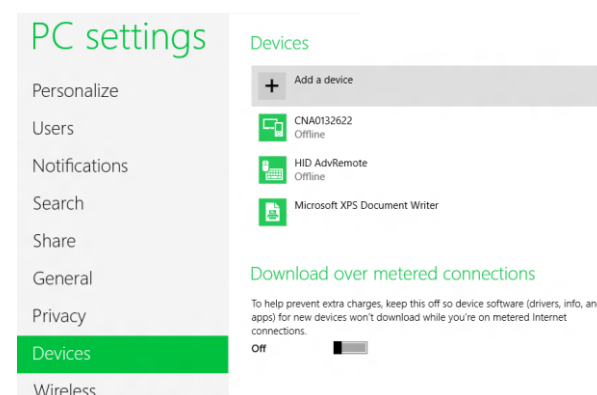 PC settings
Personalize
Users
Notifications
Search
Share
General
Privacy
Devices
Wireless
Devices
Add a device
CNA0132622
Offline
HID AdvRemote
Offline
Microsoft XPS Document Writer
Download over metered connections
To help prevent extra charges, keep this off so device software (drivers, info, an
apps) for new devices won't download while you're on metered Internet
connections.
Off